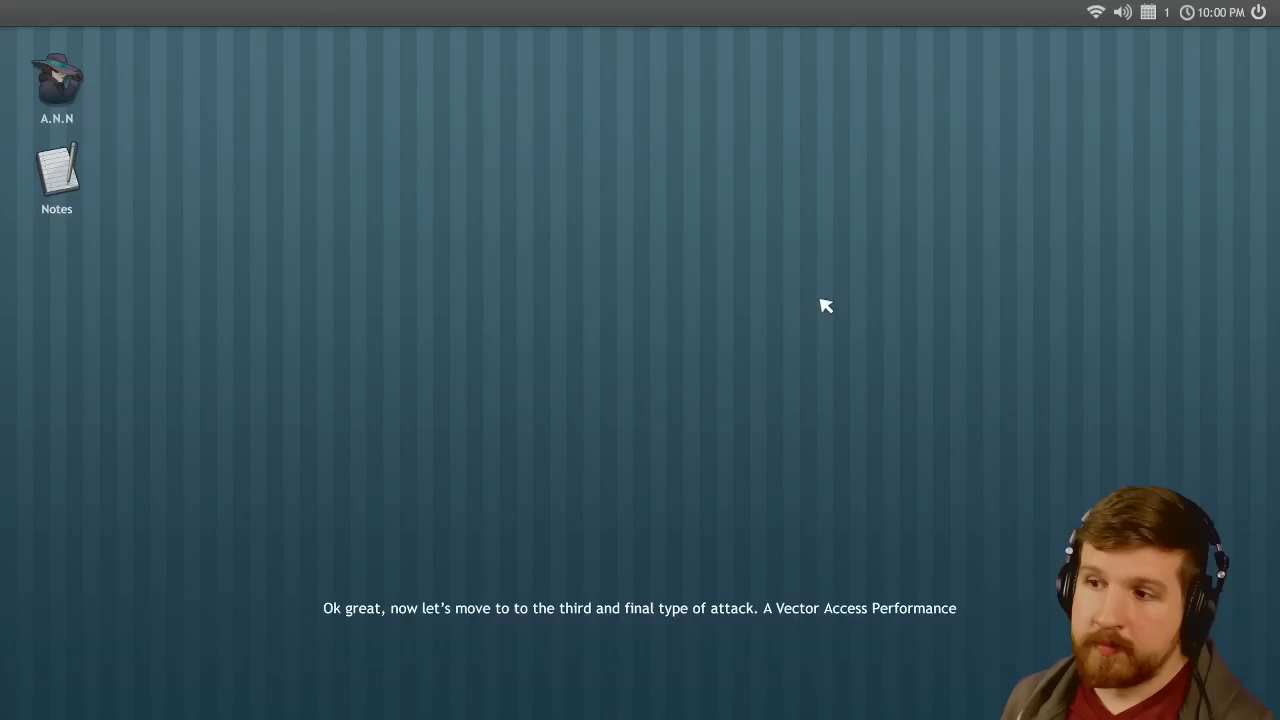 1 10:00 PM
A.N.N
Notes
Ok great, now let's move to to the third and final type of attack. A Vector Access Performance